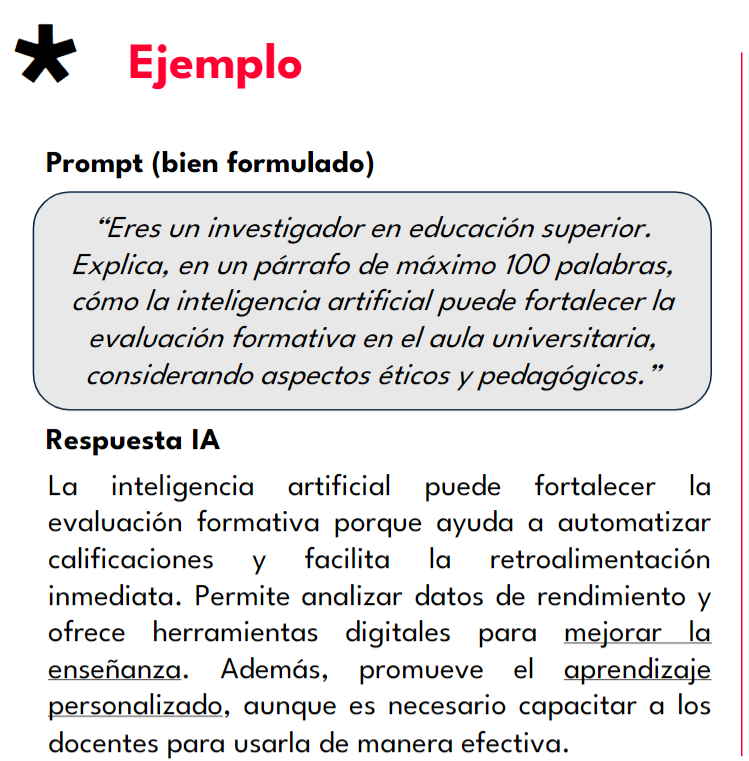 Ejemplo
Prompt (bien formulado)
“Eres un investigador en educación superior.
Explica, en un párrafo de máximo 100 palabras,
cómo la inteligencia artificial puede fortalecer la
evaluación formativa en el aula universitaria,
considerando aspectos éticos y pedagógicos.”
Respuesta IA
La inteligencia artificial puede fortalecer la
evaluación formativa porque ayuda a automatizar
calificaciones y facilita la retroalimentación
inmediata. Permite analizar datos de rendimiento y
ofrece herramientas digitales para mejorar la
enseñanza. Además, promueve el aprendizaje
personalizado, aunque es necesario capacitar a los
docentes para usarla de manera efectiva.